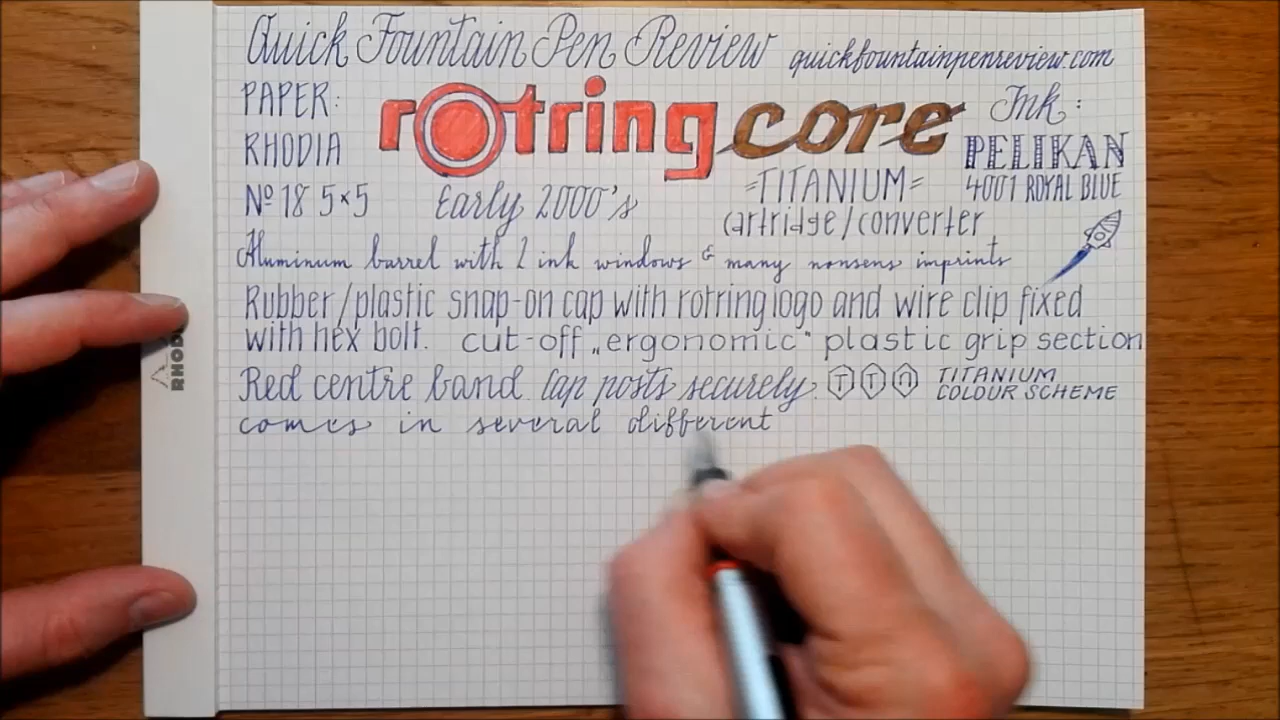 Quick Fountain Pen Review quickfountainpenreview.com
PAPER:
RHODIA
Nº 18 5×5
rotring core
Ink:
PELIKAN
4001 ROYAL BLUE
Early 2000's
=TITANIUM=
cartridge/converter
Aluminum barrel with 2 ink windows & many nonsens imprints
Rubber/plastic snap-on cap with rotring logo and wire clip fixed
with hex bolt. cut-off „ergonomic" plastic grip section
Red centre band Cap posts securely. T T n TITANIUM
COLOUR SCHEME
comes in several different
RHODIA